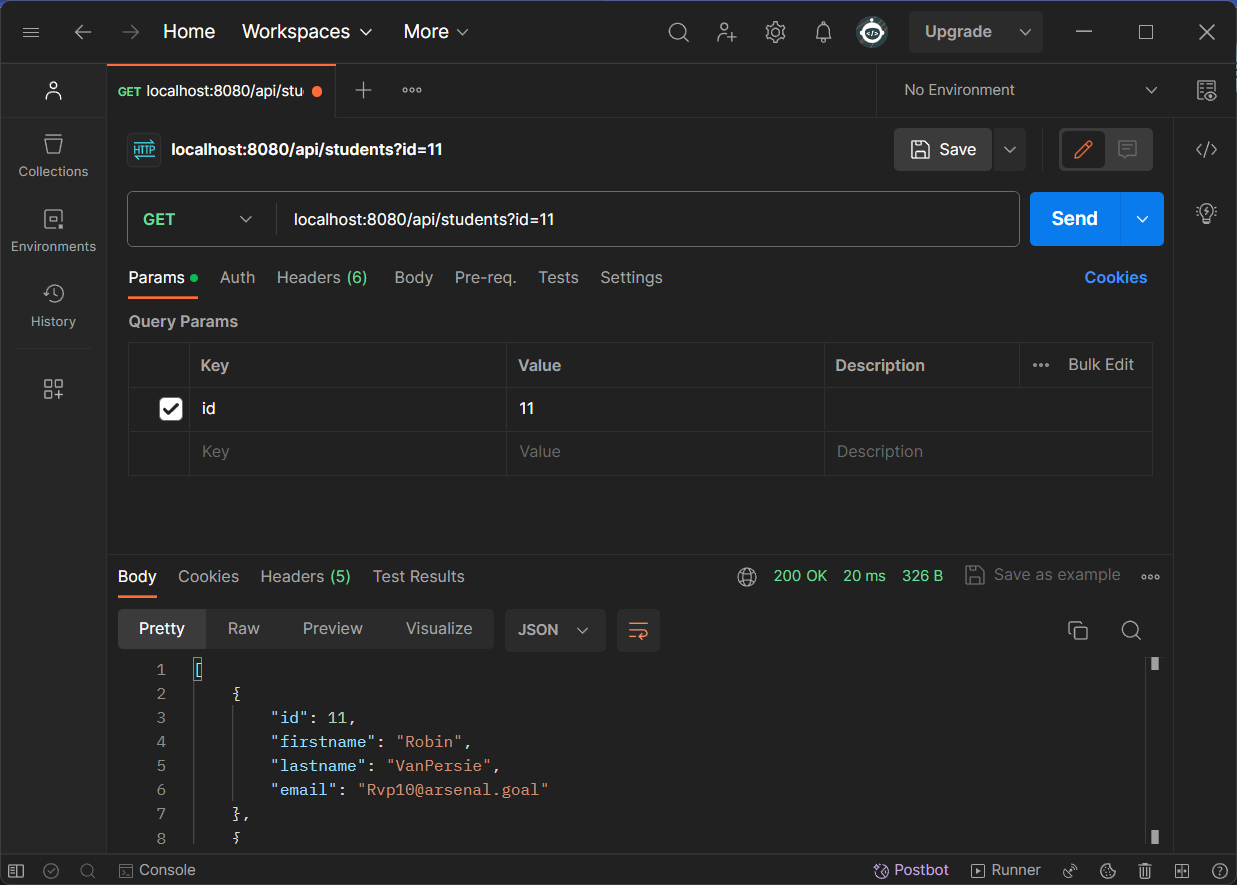 Home Workspaces More Upgrade
GET localhost:8080/api/stu No Environment
HTTP localhost:8080/api/students?id=11 Save
Collections
Environments
History
GET localhost:8080/api/students?id=11 Send
Params Auth Headers (6) Body Pre-req. Tests Settings Cookies
Query Params
Key Value Description Bulk Edit
id 11
Key Value Description
Body Cookies Headers (5) Test Results 200 OK 20 ms 326 B Save as example
Pretty Raw Preview Visualize JSON
1 [
2 {
3 "id": 11,
4 "firstname": "Robin",
5 "lastname": "VanPersie",
6 "email": "Rvp10@arsenal.goal"
7 },
8 {
Console Postbot Runner